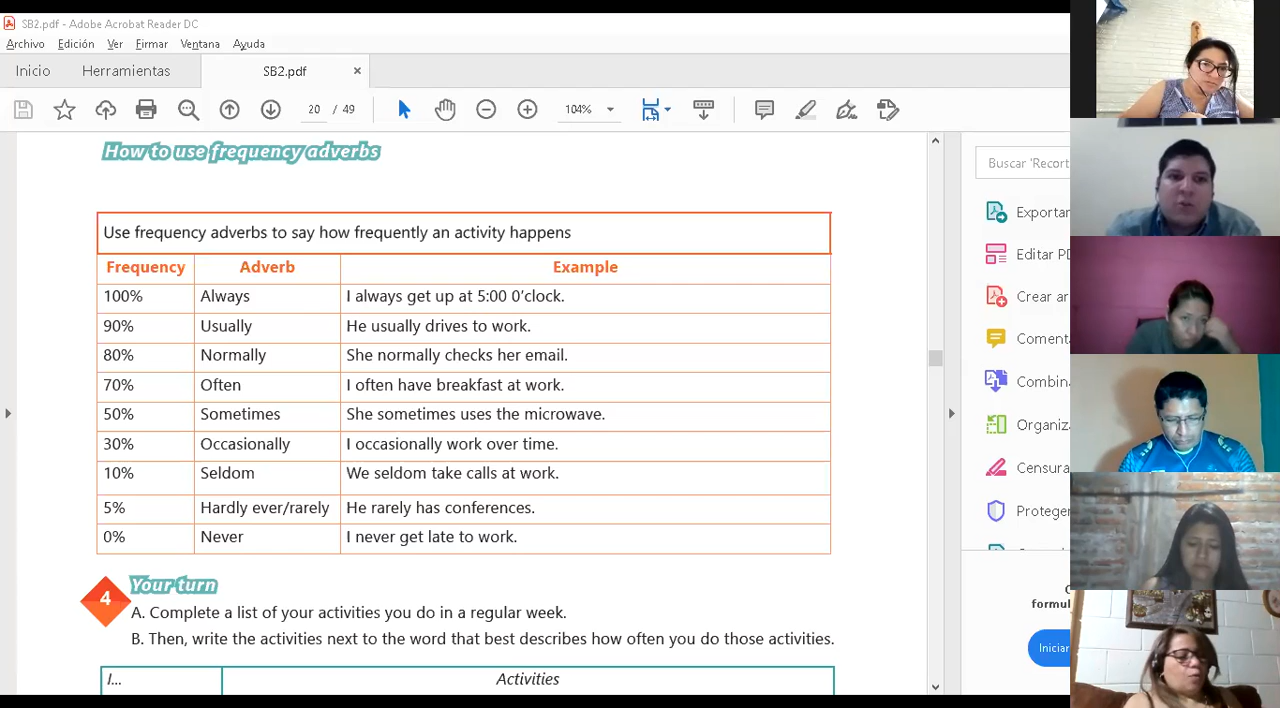 SB2.pdf - Adobe Acrobat Reader DC
Archivo Edición Ver Firmar Ventana Ayuda
Inicio Herramientas SB2.pdf ×
20 / 49 104%
How to use frequency adverbs
Use frequency adverbs to say how frequently an activity happens
Frequency Adverb Example
100% Always I always get up at 5:00 0'clock.
90% Usually He usually drives to work.
80% Normally She normally checks her email.
70% Often I often have breakfast at work.
50% Sometimes She sometimes uses the microwave.
30% Occasionally I occasionally work over time.
10% Seldom We seldom take calls at work.
5% Hardly ever/rarely He rarely has conferences.
0% Never I never get late to work.
4 Your turn
A. Complete a list of your activities you do in a regular week.
B. Then, write the activities next to the word that best describes how often you do those activities.
I... Activities
Buscar 'Recort
Exportar
Editar PD
Crear ar
Comenta
Combina
Organiza
Censura
Proteger
formul
Iniciar